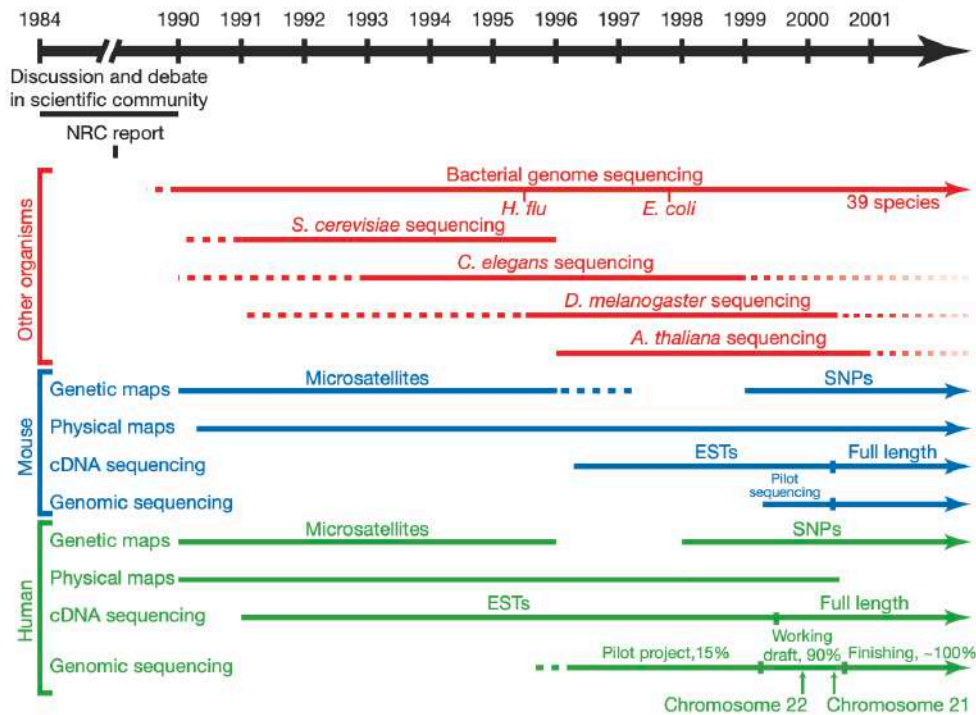 1984 1990 1991 1992 1993 1994 1995 1996 1997 1998 1999 2000 2001
Discussion and debate
in scientific community
NRC report
Other organisms
Bacterial genome sequencing
H. flu E. coli 39 species
S. cerevisiae sequencing
C. elegans sequencing
D. melanogaster sequencing
A. thaliana sequencing
Mouse
Microsatellites SNPs
Genetic maps
Physical maps
ESTs Full length
cDNA sequencing
Pilot
sequencing
Genomic sequencing
Human
Microsatellites SNPs
Genetic maps
Physical maps
ESTs Full length
cDNA sequencing
Working
Genomic sequencing Pilot project,15% draft, 90% Finishing, ~100%
Chromosome 22 Chromosome 21